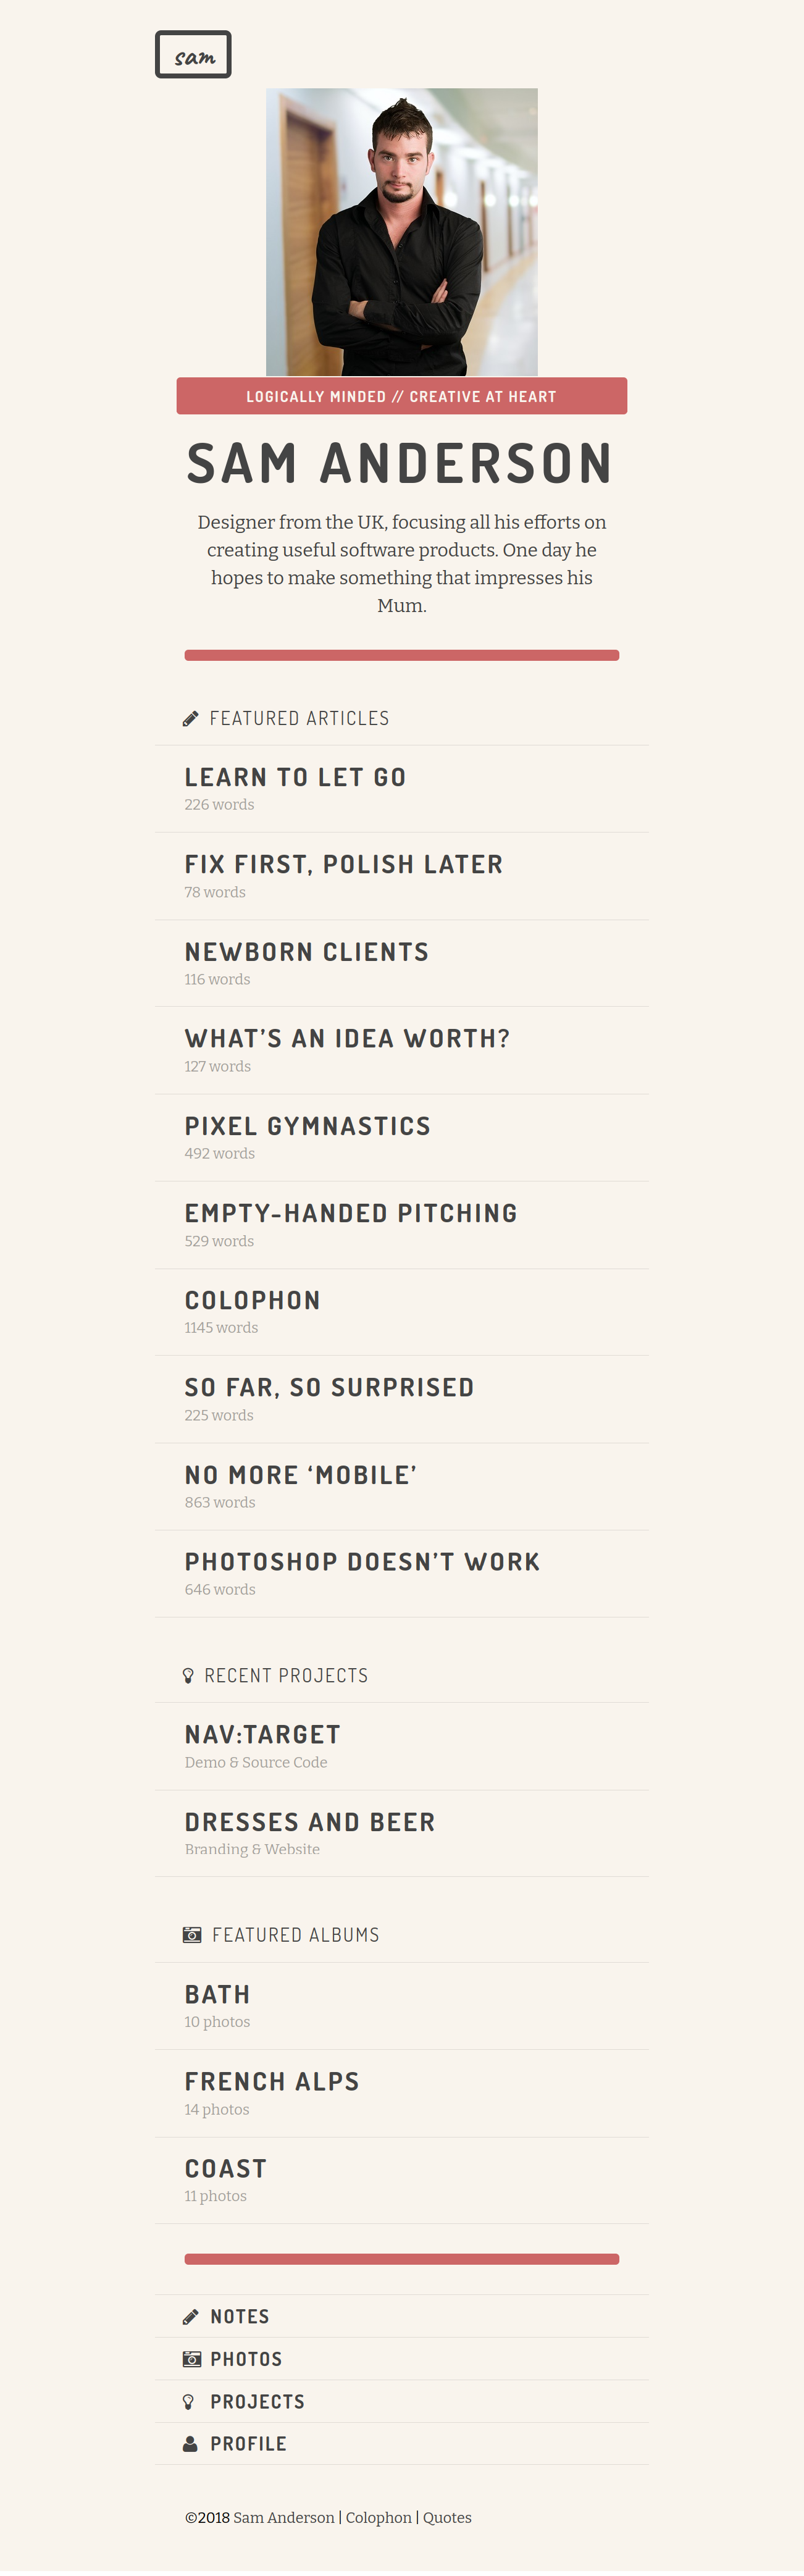 sam
LOGICALLY MINDED // CREATIVE AT HEART
SAM ANDERSON
Designer from the UK, focusing all his efforts on
creating useful software products. One day he
hopes to make something that impresses his
Mum.
FEATURED ARTICLES
LEARN TO LET GO
226 words
FIX FIRST, POLISH LATER
78 words
NEWBORN CLIENTS
116 words
WHAT’S AN IDEA WORTH?
127 words
PIXEL GYMNASTICS
492 words
EMPTY-HANDED PITCHING
529 words
COLOPHON
1145 words
SO FAR, SO SURPRISED
225 words
NO MORE ‘MOBILE’
863 words
PHOTOSHOP DOESN’T WORK
646 words
RECENT PROJECTS
NAV:TARGET
Demo & Source Code
DRESSES AND BEER
Branding & Website
FEATURED ALBUMS
BATH
10 photos
FRENCH ALPS
14 photos
COAST
11 photos
NOTES
PHOTOS
PROJECTS
PROFILE
©2018 Sam Anderson | Colophon | Quotes